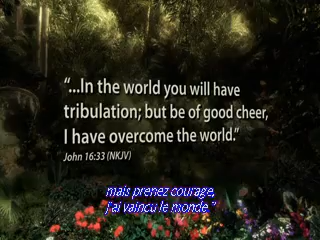 “...In the world you will have
tribulation; but be of good cheer,
I have overcome the world.”
John 16:33 (NKJV)
mais prenez courage,
j'ai vaincu le monde.”